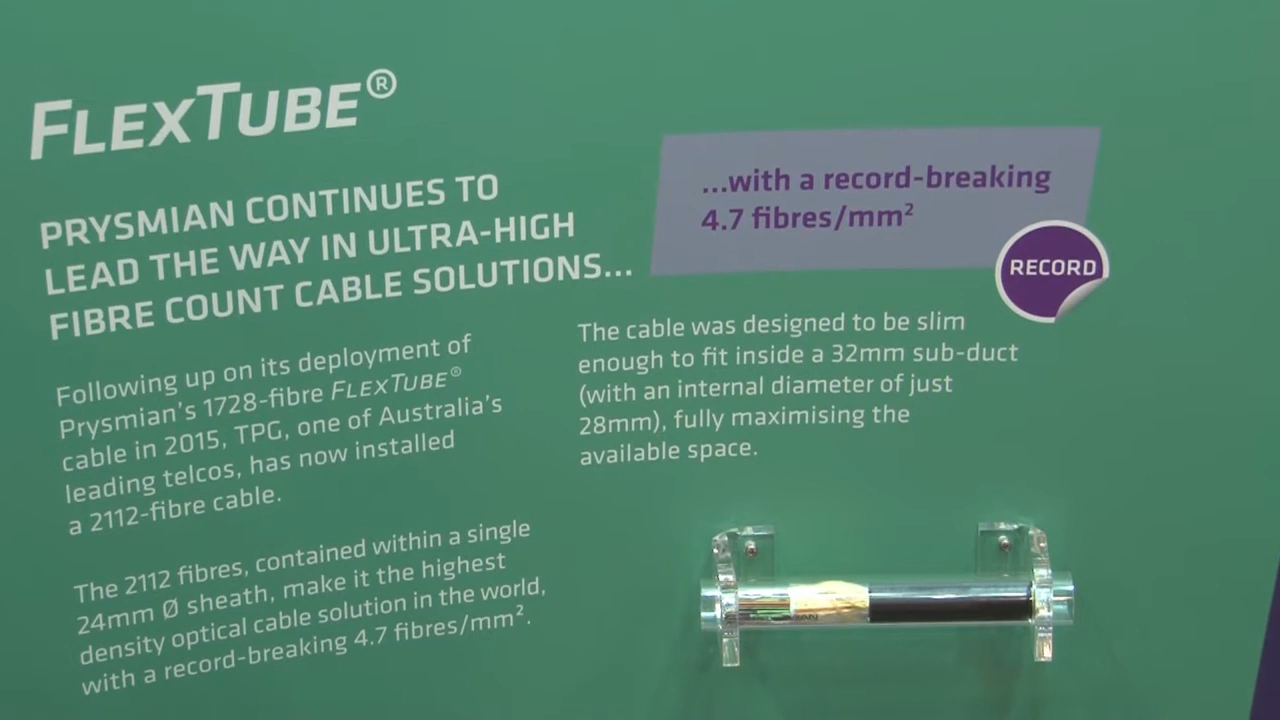 FLEXTUBE®
PRYSMIAN CONTINUES TO
LEAD THE WAY IN ULTRA-HIGH
FIBRE COUNT CABLE SOLUTIONS...
...with a record-breaking
4.7 fibres/mm²
RECORD
Following up on its deployment of
Prysmian's 1728-fibre FLEXTUBE®
cable in 2015, TPG, one of Australia's
leading telcos, has now installed
a 2112-fibre cable.
The 2112 fibres, contained within a single
24mm Ø sheath, make it the highest
density optical cable solution in the world,
with a record-breaking 4.7 fibres/mm².
The cable was designed to be slim
enough to fit inside a 32mm sub-duct
(with an internal diameter of just
28mm), fully maximising the
available space.